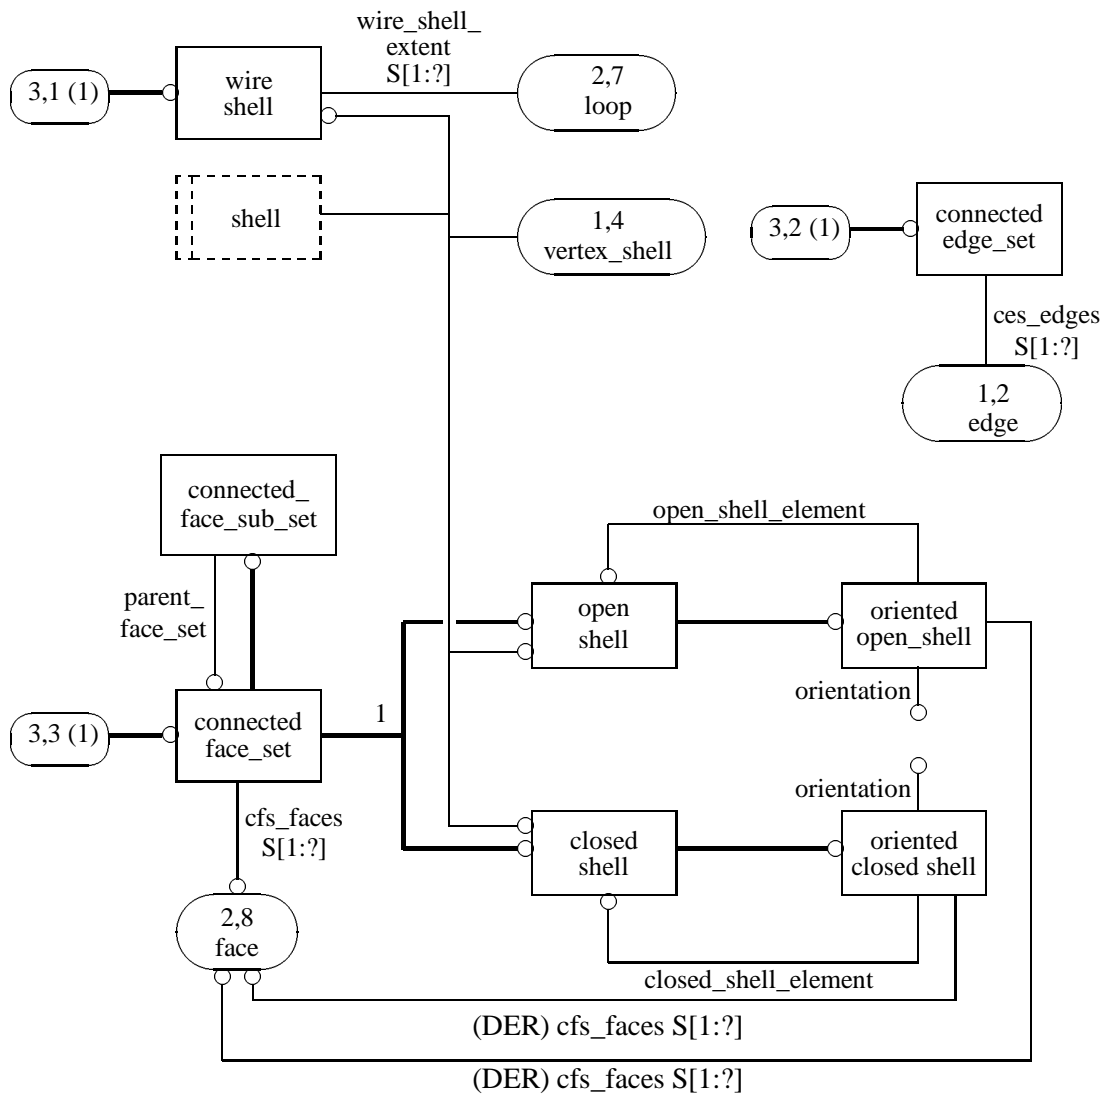 wire_shell_
extent
S[1:?]
3,1 (1)
wire
shell
2,7
loop
shell
1,4
vertex_shell
3,2 (1)
connected
edge_set
ces_edges
S[1:?]
1,2
edge
connected_
face_sub_set
parent_
face_set
open_shell_element
open
shell
oriented
open_shell
orientation
3,3 (1)
connected
face_set
1
orientation
cfs_faces
S[1:?]
closed
shell
oriented
closed shell
2,8
face
closed_shell_element
(DER) cfs_faces S[1:?]
(DER) cfs_faces S[1:?]